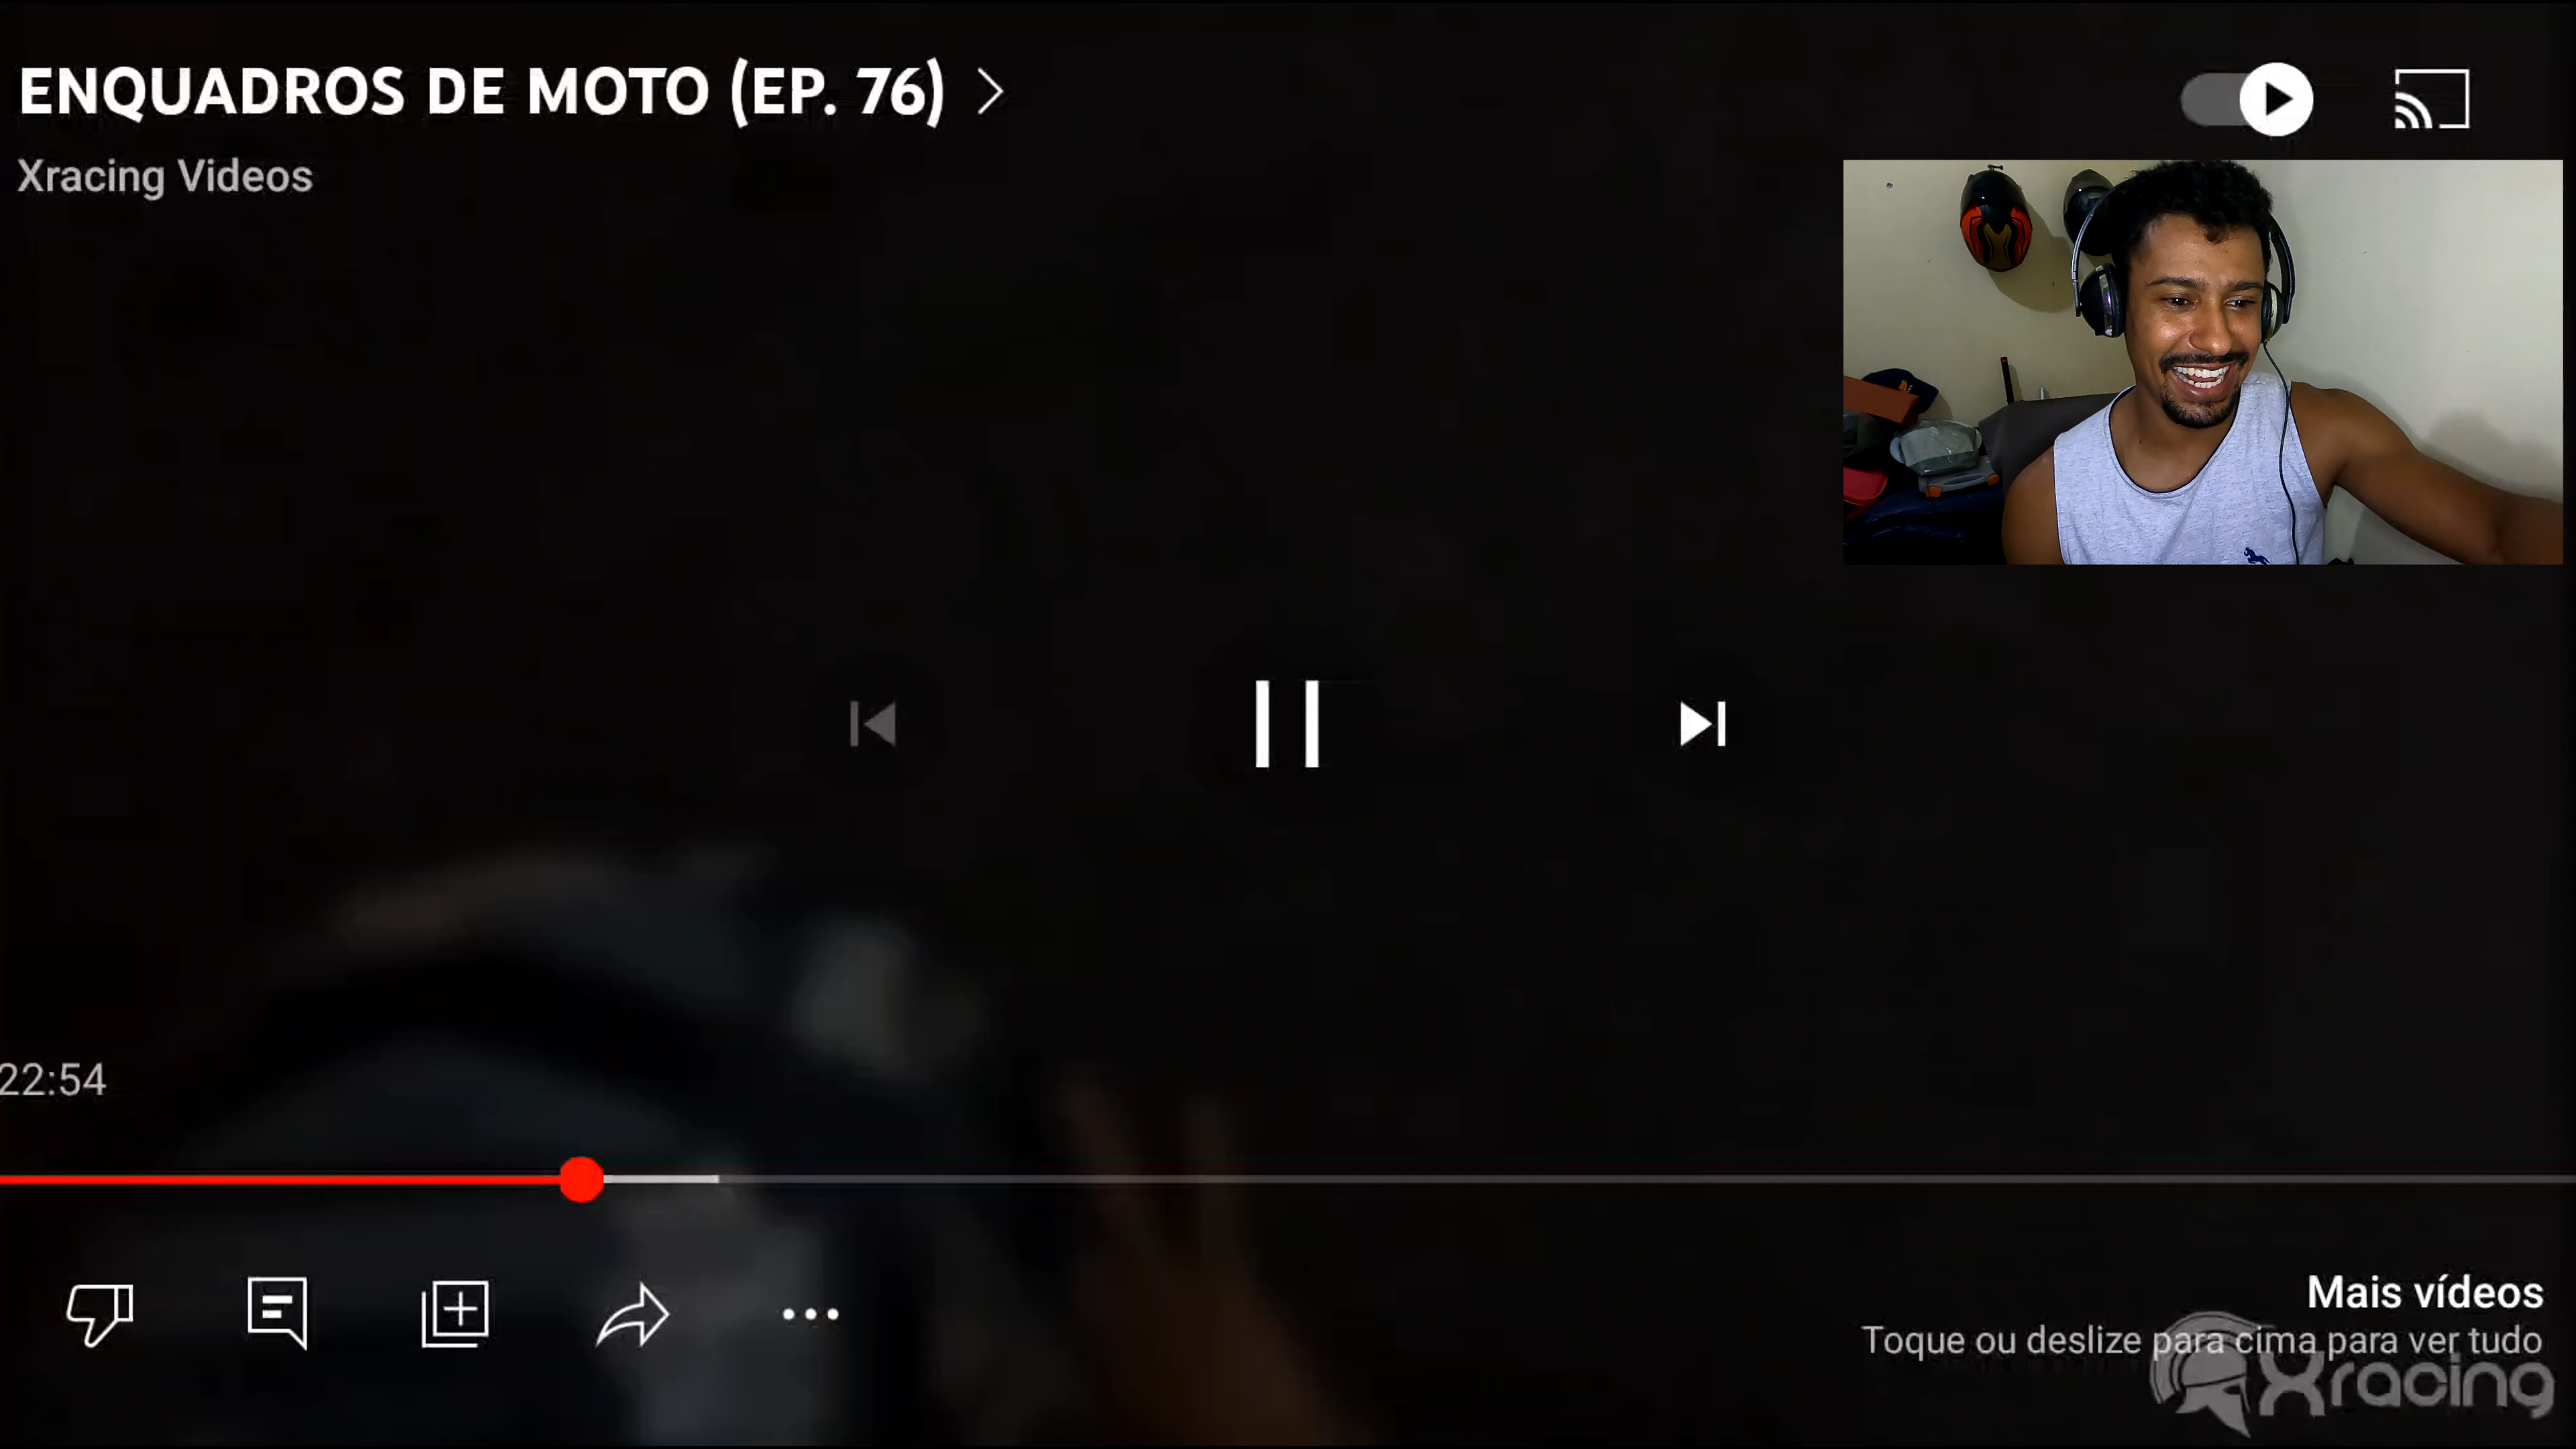 ENQUADROS DE MOTO (EP. 76)
Xracing Videos
22:54
Mais vídeos
Toque ou deslize para cima para ver tudo
Xracing